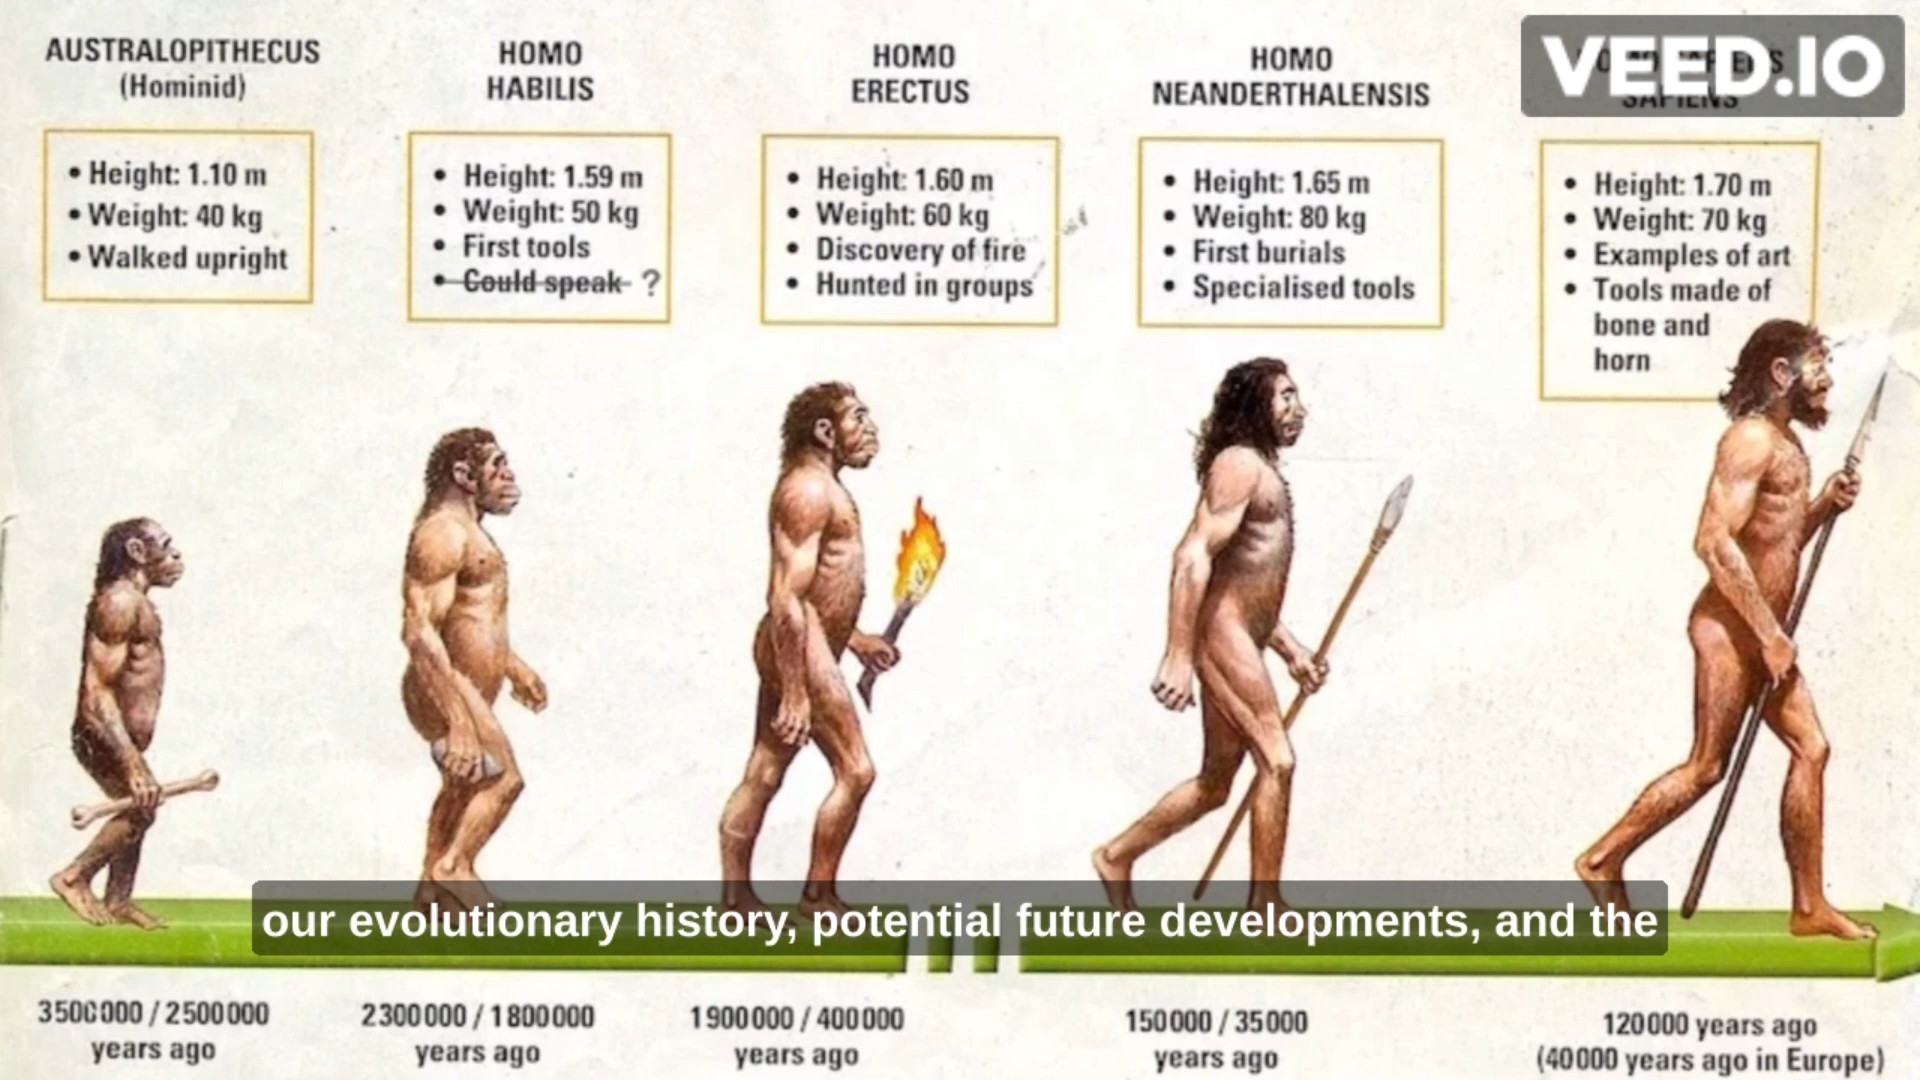 AUSTRALOPITHECUS
(Hominid)
• Height: 1.10 m
• Weight: 40 kg
• Walked upright
HOMO
HABILIS
• Height: 1.59 m
• Weight: 50 kg
• First tools
• Could speak ?
HOMO
ERECTUS
• Height: 1.60 m
• Weight: 60 kg
• Discovery of fire
• Hunted in groups
HOMO
NEANDERTHALENSIS
• Height: 1.65 m
• Weight: 80 kg
• First burials
• Specialised tools
VEED.IO
SAPIENS
• Height: 1.70 m
• Weight: 70 kg
• Examples of art
• Tools made of
bone and
horn
our evolutionary history, potential future developments, and the
3500000 / 2500000
years ago
2300000 / 1800000
years ago
1900000 / 400000
years ago
150000 / 35000
years ago
120000 years ago
(40000 years ago in Europe)